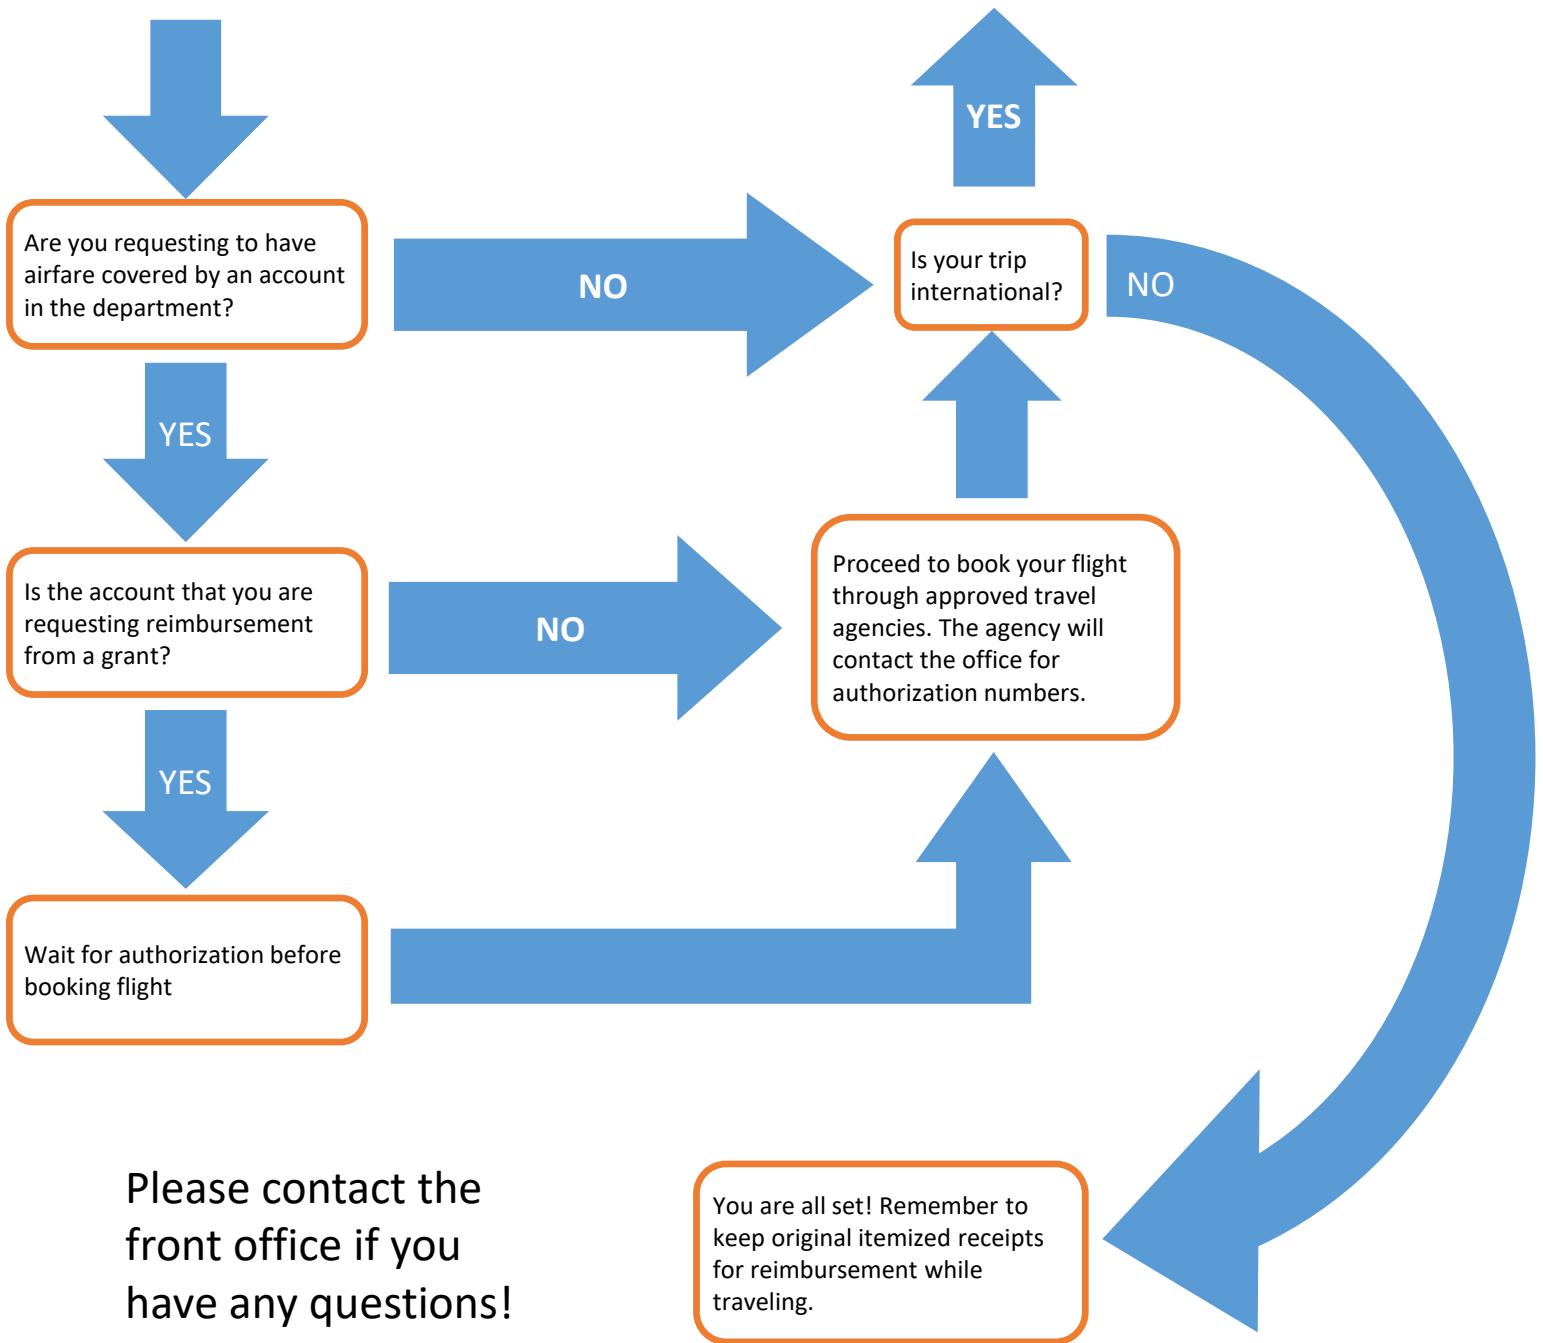 YES
Are you requesting to have
airfare covered by an account
in the department?
NO
Is your trip
international?
NO
YES
Is the account that you are
requesting reimbursement
from a grant?
NO
Proceed to book your flight
through approved travel
agencies. The agency will
contact the office for
authorization numbers.
YES
Wait for authorization before
booking flight
Please contact the
front office if you
have any questions!
You are all set! Remember to
keep original itemized receipts
for reimbursement while
traveling.